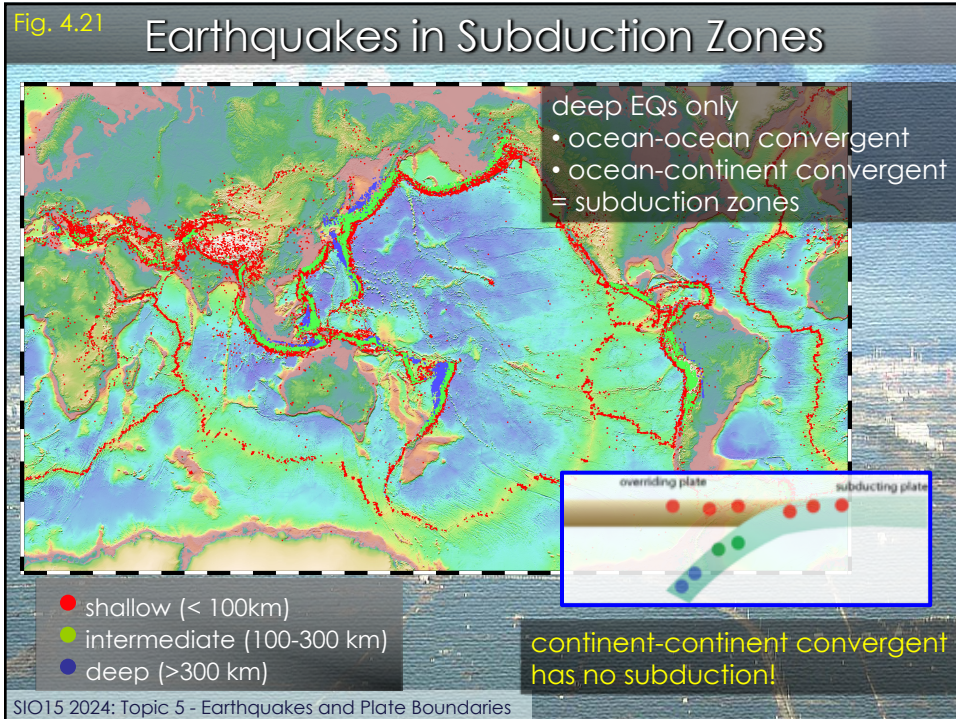 Fig. 4.21
Earthquakes in Subduction Zones
deep EQs only
• ocean-ocean convergent
• ocean-continent convergent
= subduction zones
overriding plate
subducting plate
shallow (< 100km)
intermediate (100-300 km)
deep (>300 km)
continent-continent convergent
has no subduction!
SIO15 2024: Topic 5 - Earthquakes and Plate Boundaries